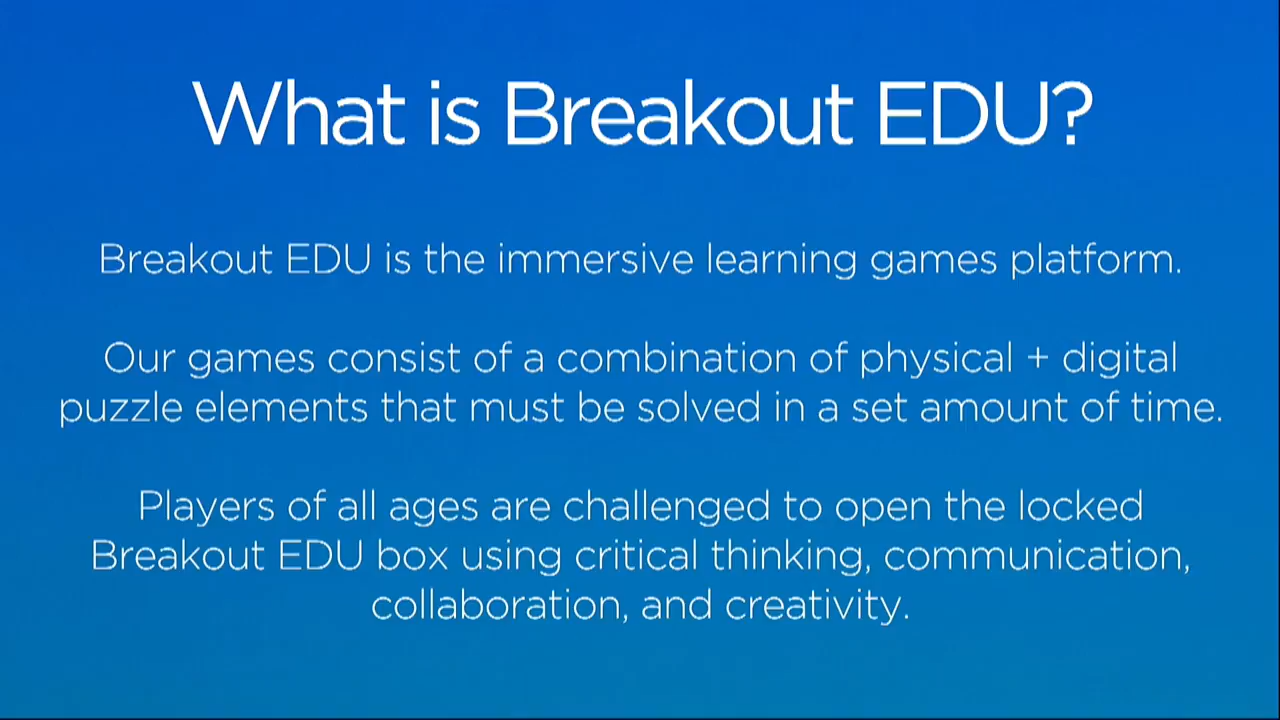 What is Breakout EDU?
Breakout EDU is the immersive learning games platform.
Our games consist of a combination of physical + digital
puzzle elements that must be solved in a set amount of time.
Players of all ages are challenged to open the locked
Breakout EDU box using critical thinking, communication,
collaboration, and creativity.